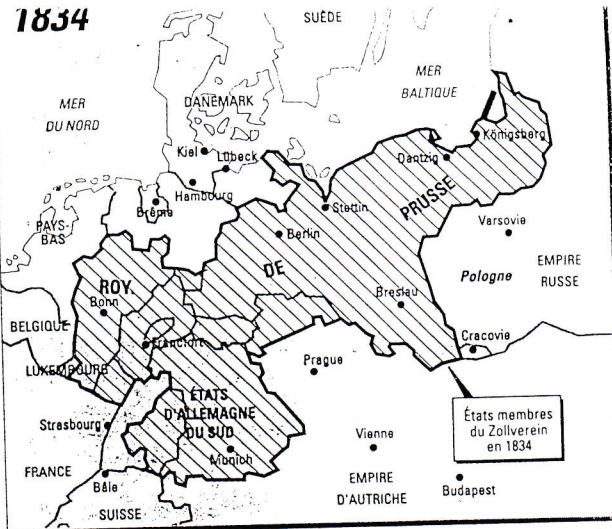 1834
SUÈDE
MER
DU NORD
MER
BALTIQUE
DANEMARK
Kiel
Lübeck
Hambourg
Brême
Dantzig
Königsberg
Stettin
PAYS-
BAS
Berlin
ROY.
DE
PRUSSE
Varsovie
EMPIRE
RUSSE
Pologne
Bonn
Breslau
BELGIQUE
Francfort
Cracovie
LUXEMBOURG
Prague
ÉTATS
D'ALLEMAGNE
DU SUD
Strasbourg
Munich
États membres
du Zollverein
en 1834
Vienne
FRANCE
Bâle
SUISSE
EMPIRE
D'AUTRICHE
Budapest